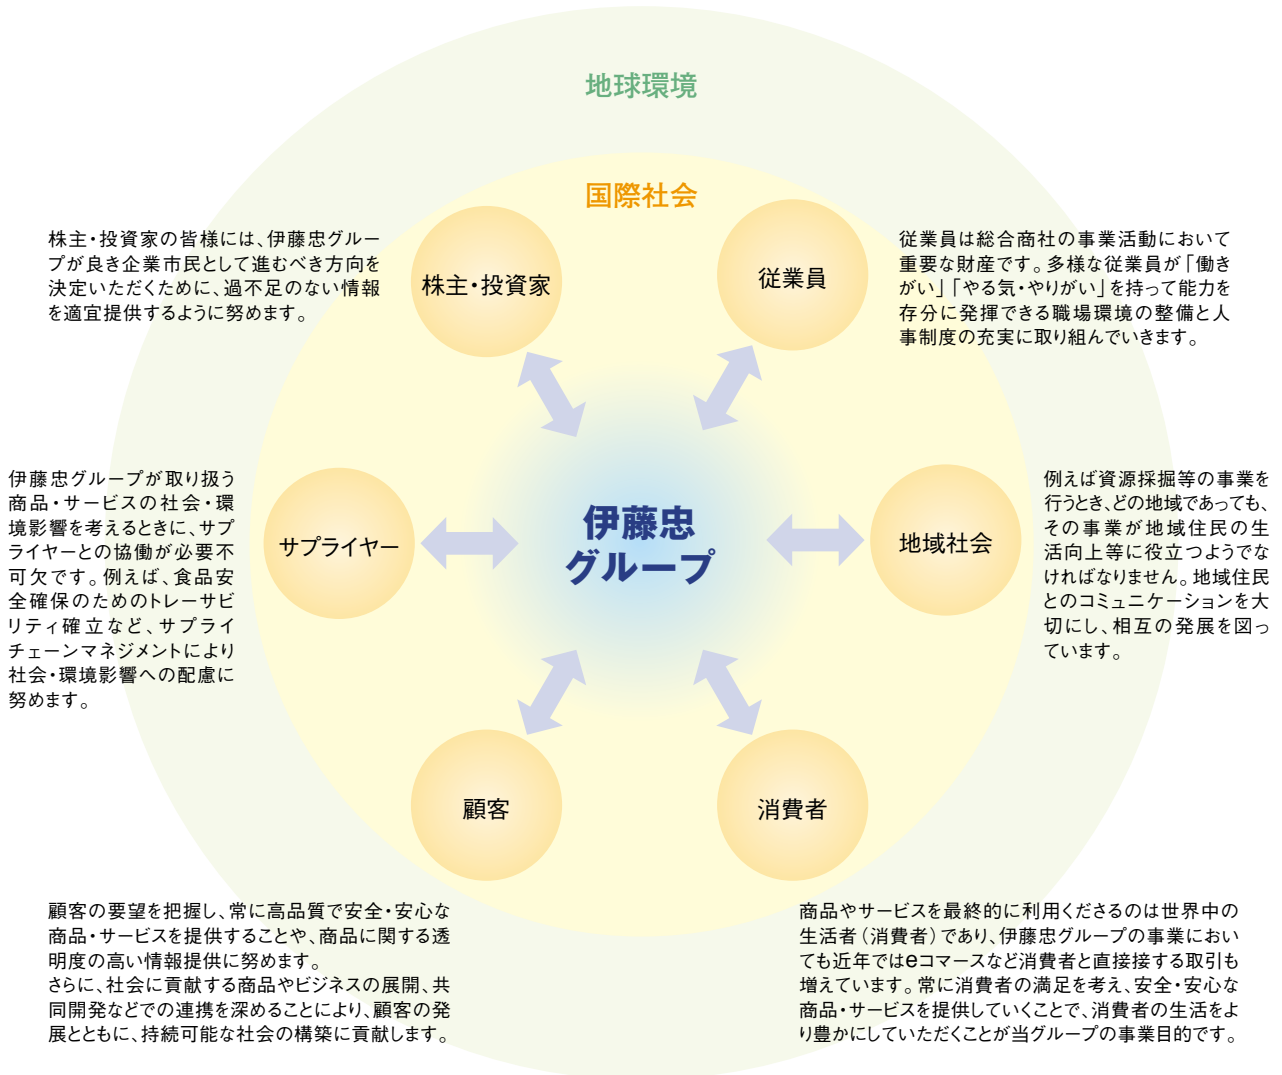 地球環境
国際社会
株主・投資家の皆様には、伊藤忠グルー
プが良き企業市民として進むべき方向を
決定いただくために、過不足のない情報
を適宜提供するように努めます。
株主・投資家
従業員
従業員は総合商社の事業活動において
重要な財産です。多様な従業員が「働き
がい」「やる気・やりがい」を持って能力を
存分に発揮できる職場環境の整備と人
事制度の充実に取り組んでいきます。
伊藤忠グループが取り扱う
商品・サービスの社会・環
境影響を考えるときに、サプ
ライヤーとの協働が必要不
可欠です。例えば、食品安
全確保のためのトレーサビ
リティ確立など、サプライ
チェーンマネジメントにより
社会・環境影響への配慮に
努めます。
サプライヤー
伊藤忠
グループ
地域社会
例えば資源採掘等の事業を
行うとき、どの地域であっても、
その事業が地域住民の生
活向上等に役立つようでな
ければなりません。地域住民
とのコミュニケーションを大
切にし、相互の発展を図っ
ています。
顧客
消費者
顧客の要望を把握し、常に高品質で安全・安心な
商品・サービスを提供することや、商品に関する透
明度の高い情報提供に努めます。
さらに、社会に貢献する商品やビジネスの展開、共
同開発などでの連携を深めることにより、顧客の発
展とともに、持続可能な社会の構築に貢献します。
商品やサービスを最終的に利用くださるのは世界中の
生活者（消費者）であり、伊藤忠グループの事業におい
ても近年ではeコマースなど消費者と直接接する取引も
増えています。常に消費者の満足を考え、安全・安心な
商品・サービスを提供していくことで、消費者の生活をよ
り豊かにしていただくことが当グループの事業目的です。